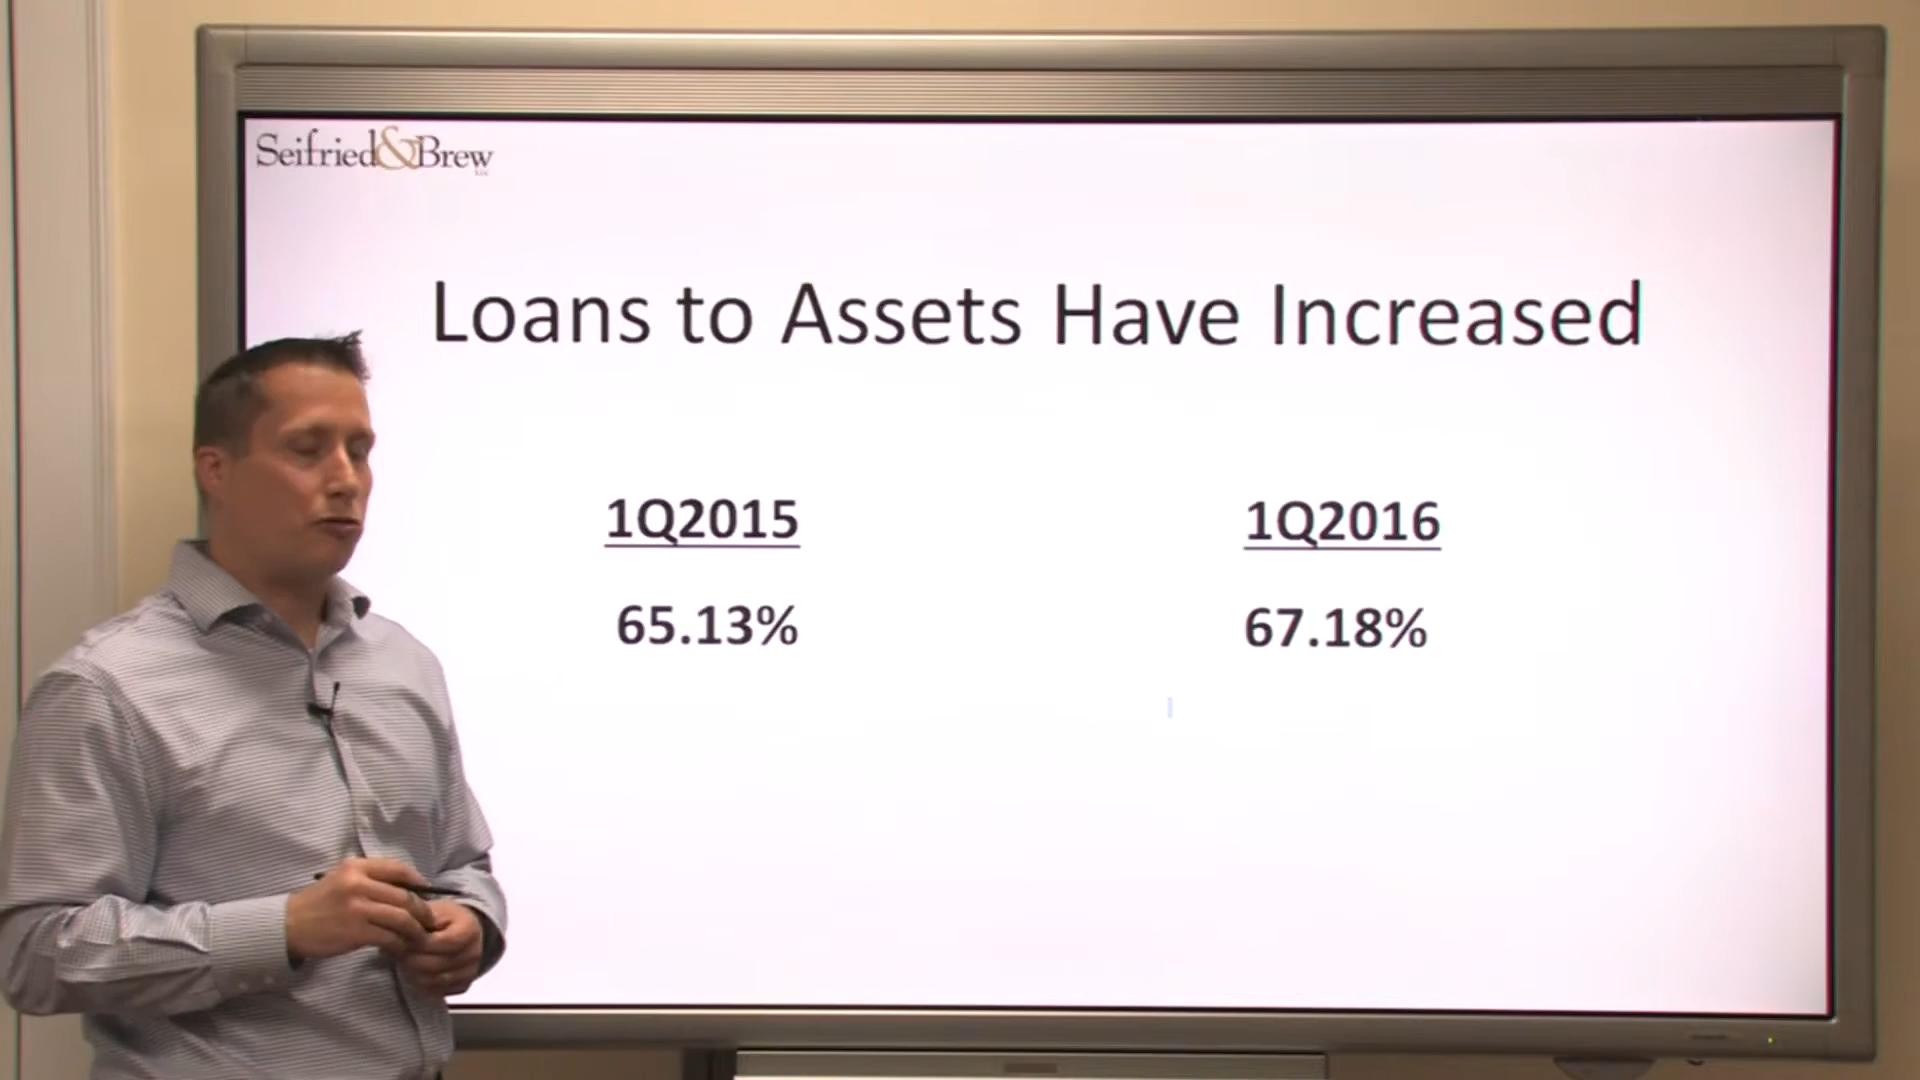 Seifried&Brew
Loans to Assets Have Increased
1Q2015 1Q2016
65.13% 67.18%